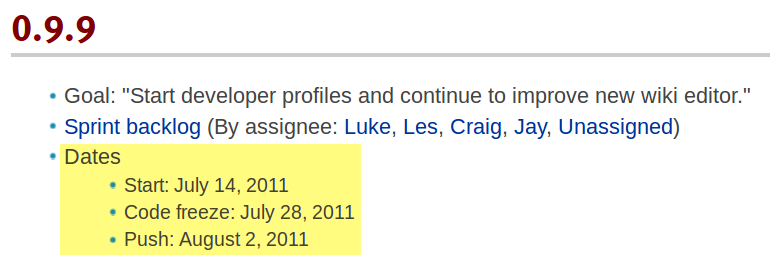 0.9.9
Goal: "Start developer profiles and continue to improve new wiki editor."
Sprint backlog (By assignee: Luke, Les, Craig, Jay, Unassigned)
Dates
Start: July 14, 2011
Code freeze: July 28, 2011
Push: August 2, 2011